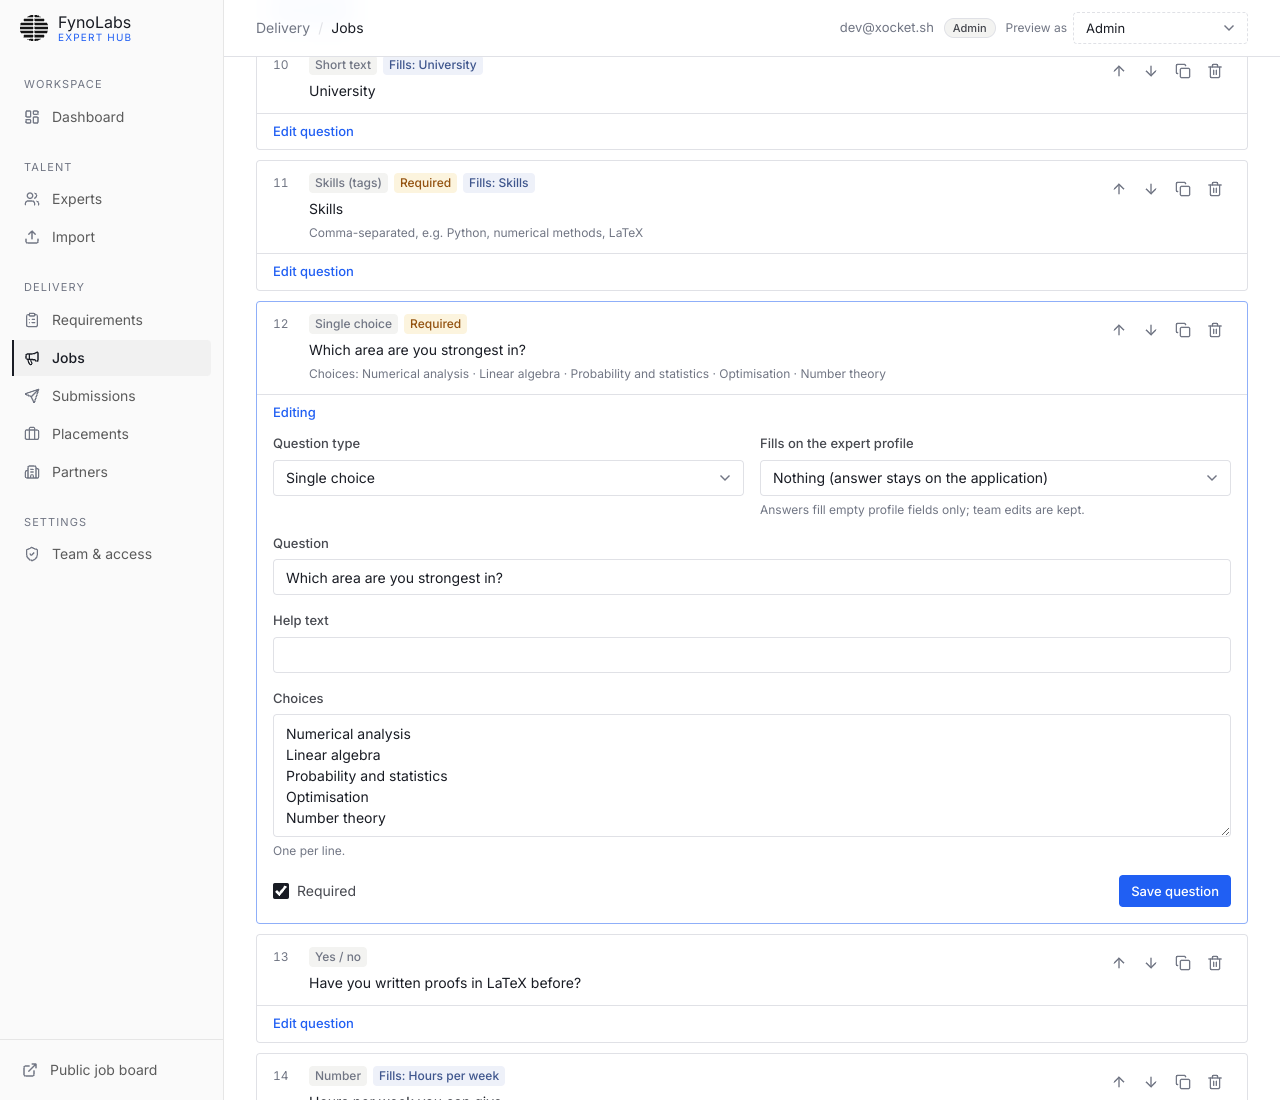 FynoLabs
EXPERT HUB
Delivery / Jobs
dev@xocket.sh Admin Preview as Admin
WORKSPACE
Dashboard
TALENT
Experts
Import
DELIVERY
Requirements
Jobs
Submissions
Placements
Partners
SETTINGS
Team & access
Public job board
10 Short text Fills: University
University
Edit question
11 Skills (tags) Required Fills: Skills
Skills
Comma-separated, e.g. Python, numerical methods, LaTeX
Edit question
12 Single choice Required
Which area are you strongest in?
Choices: Numerical analysis · Linear algebra · Probability and statistics · Optimisation · Number theory
Editing
Question type
Single choice
Fills on the expert profile
Nothing (answer stays on the application)
Answers fill empty profile fields only; team edits are kept.
Question
Which area are you strongest in?
Help text
Choices
Numerical analysis
Linear algebra
Probability and statistics
Optimisation
Number theory
One per line.
Required
Save question
13 Yes / no
Have you written proofs in LaTeX before?
Edit question
14 Number Fills: Hours per week
Hours per week you can give